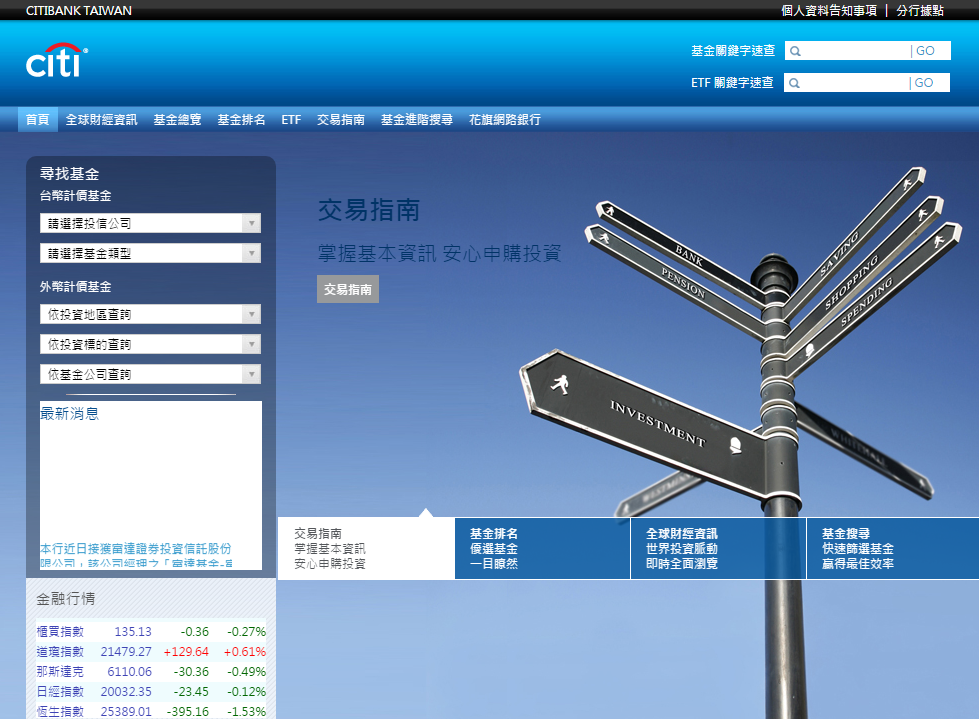 CITIBANK TAIWAN
個人資料告知事項 | 分行據點
citi®
基金關鍵字速查 | GO
ETF 關鍵字速查 | GO
首頁 全球財經資訊 基金總覽 基金排名 ETF 交易指南 基金進階搜尋 花旗網路銀行
尋找基金
台幣計價基金
請選擇投信公司
請選擇基金類型
外幣計價基金
依投資地區查詢
依投資標的查詢
依基金公司查詢
最新消息
本行近日接獲富達證券投資信託股份
限公司，該公司經理之「富達基金-
金融行情
櫃買指數 135.13 -0.36 -0.27%
道瓊指數 21479.27 +129.64 +0.61%
那斯達克 6110.06 -30.36 -0.49%
日經指數 20032.35 -23.45 -0.12%
恆生指數 25389.01 -395.16 -1.53%
交易指南
掌握基本資訊 安心申購投資
交易指南
BANK
PENSION
SAVING
SHOPPING
SPENDING
INVESTMENT
WHITEHALL
交易指南
掌握基本資訊
安心申購投資
基金排名
優選基金
一目瞭然
全球財經資訊
世界投資脈動
即時全面瀏覽
基金搜尋
快速篩選基金
贏得最佳效率